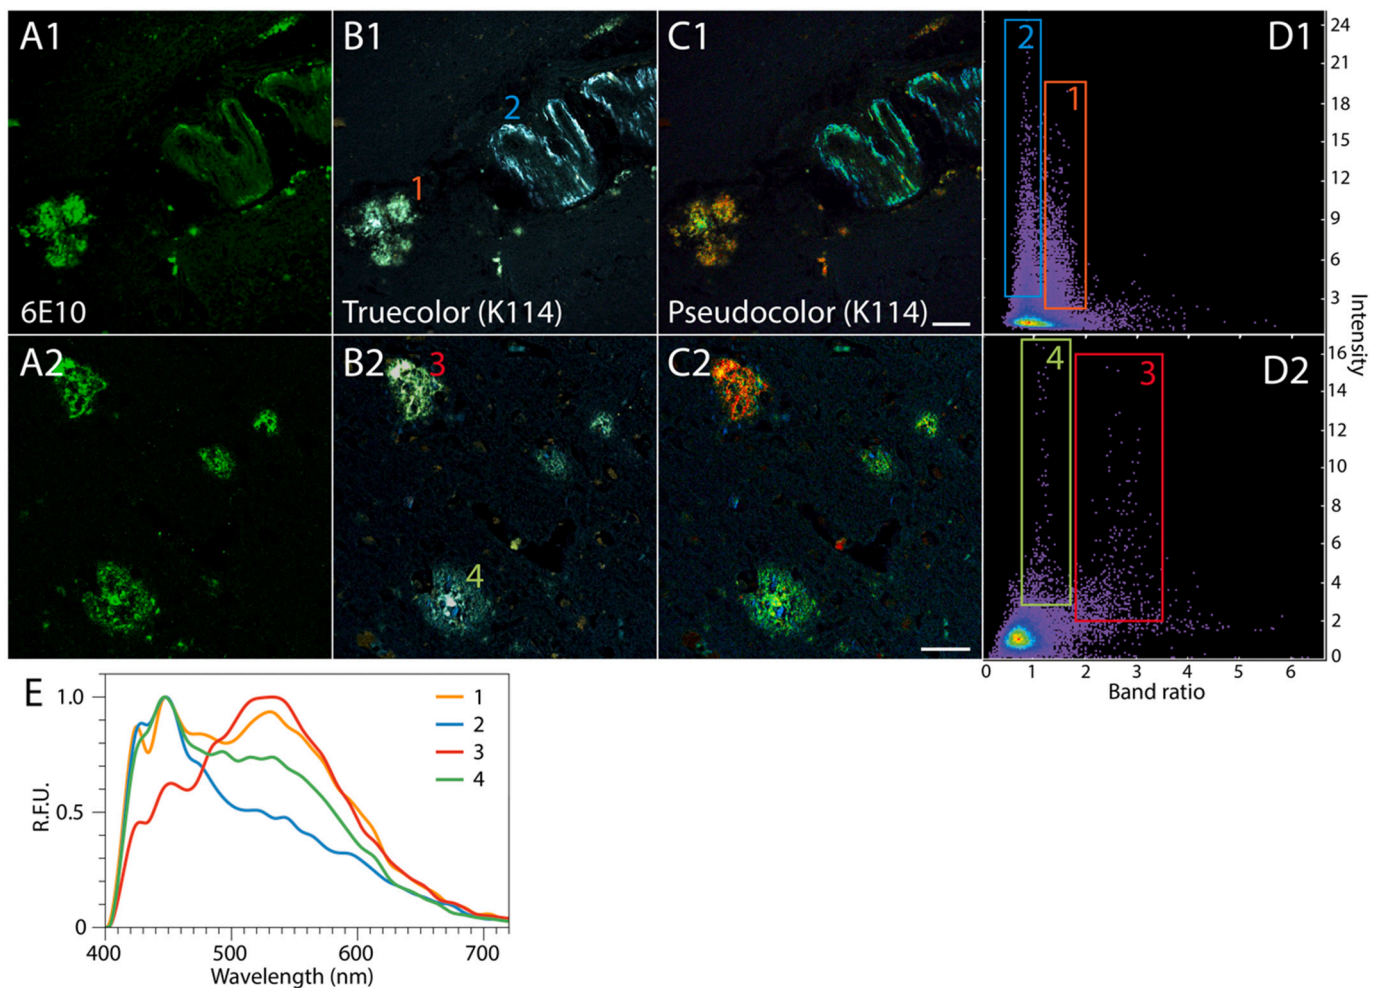 A1
B1
C1
D1
2
1
2
1
24
21
18
15
12
9
6
3
6E10
Truecolor (K114)
Pseudocolor (K114)
Intensity
A2
B2
C2
D2
3
4
4
3
16
14
12
10
8
6
4
2
0
0 1 2 3 4 5 6
Band ratio
E
1.0
0.5
0
R.F.U.
1
2
3
4
400 500 600 700
Wavelength (nm)